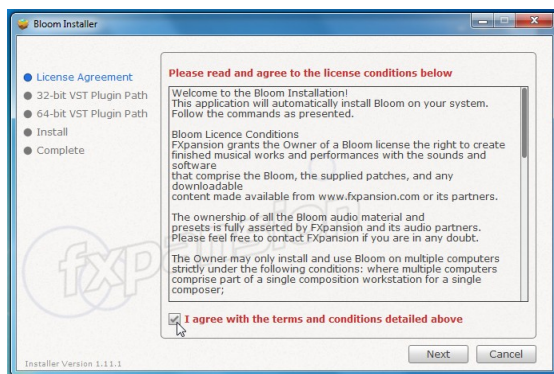 Bloom Installer
License Agreement
32-bit VST Plugin Path
64-bit VST Plugin Path
Install
Complete
Please read and agree to the license conditions below
Welcome to the Bloom Installation!
This application will automatically install Bloom on your system.
Follow the commands as presented.
Bloom Licence Conditions
FXpansion grants the Owner of a Bloom license the right to create
finished musical works and performances with the sounds and
software
that comprise the Bloom, the supplied patches, and any
downloadable
content made available from www.fxpansion.com or its partners.
The ownership of all the Bloom audio material and
presets is fully asserted by FXpansion and its audio partners.
Please feel free to contact FXpansion if you are in any doubt.
The Owner may only install and use Bloom on multiple computers
strictly under the following conditions: where multiple computers
comprise part of a single composition workstation for a single
composer;
fxpansion
I agree with the terms and conditions detailed above
Installer Version 1.11.1
Next
Cancel